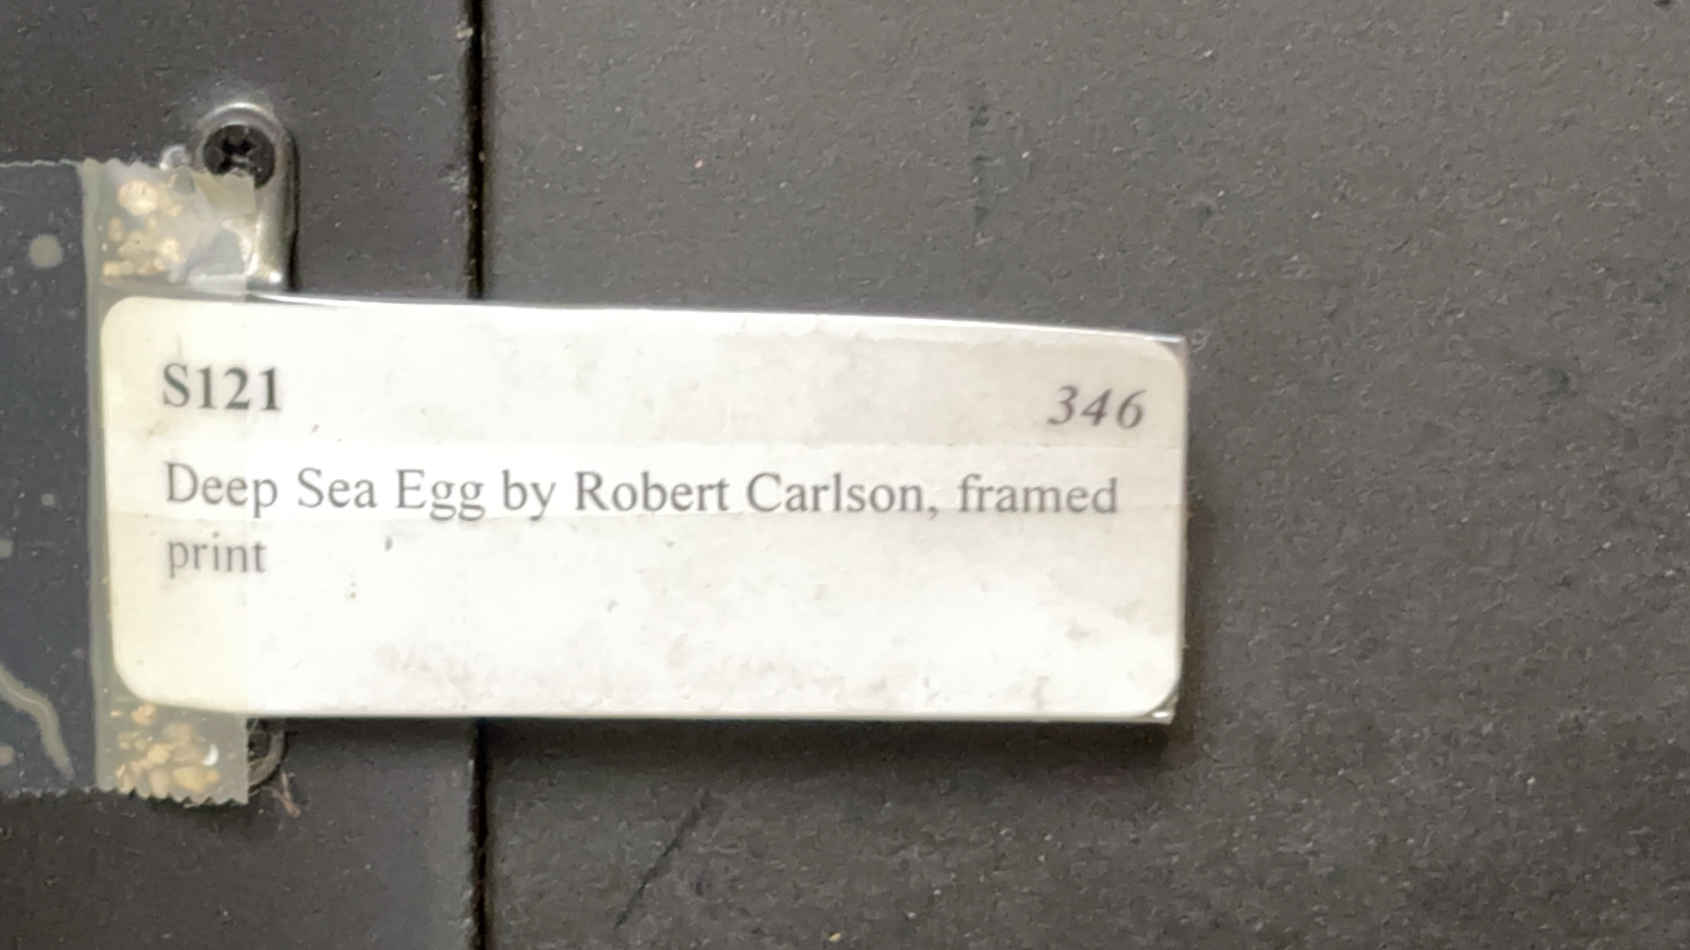 S121 346
Deep Sea Egg by Robert Carlson, framed
print